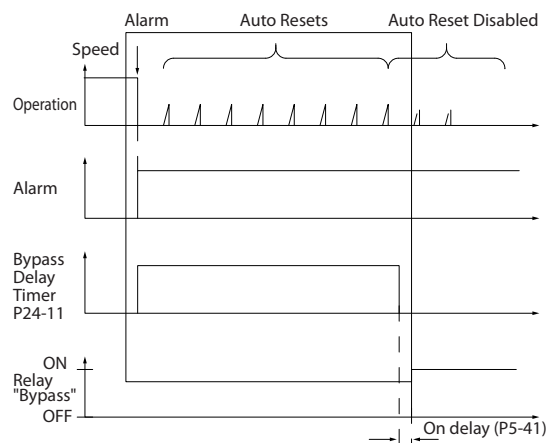 Alarm
Auto Resets
Auto Reset Disabled
Speed
Operation
Alarm
Bypass
Delay
Timer
P24-11
ON
Relay
"Bypass"
OFF
On delay (P5-41)